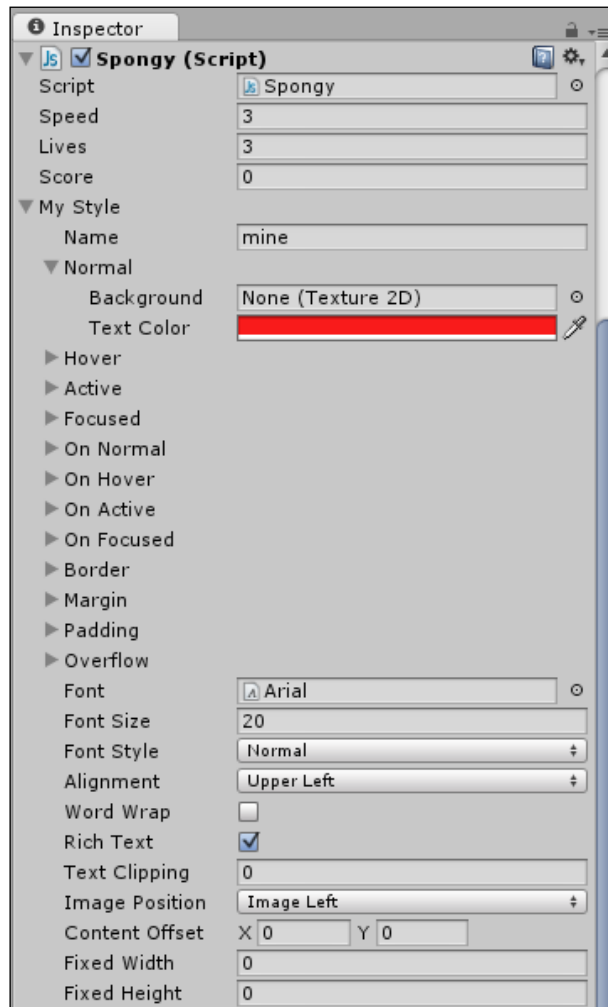 Inspector
Js Spongy (Script)
Script Spongy
Speed 3
Lives 3
Score 0
My Style
Name mine
Normal
Background None (Texture 2D)
Text Color
Hover
Active
Focused
On Normal
On Hover
On Active
On Focused
Border
Margin
Padding
Overflow
Font Arial
Font Size 20
Font Style Normal
Alignment Upper Left
Word Wrap
Rich Text
Text Clipping 0
Image Position Image Left
Content Offset X 0 Y 0
Fixed Width 0
Fixed Height 0